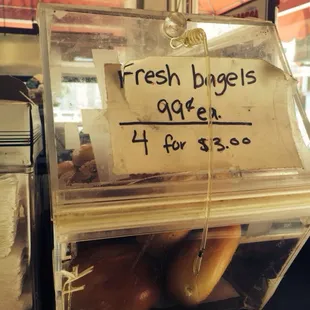 Fresh bagels
99¢ ea.
4 for $3.00